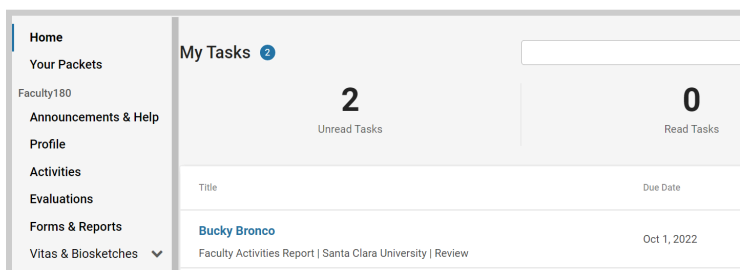 Home
Your Packets
Faculty180
Announcements & Help
Profile
Activities
Evaluations
Forms & Reports
Vitas & Biosketches
My Tasks 2
2
Unread Tasks
0
Read Tasks
Title
Due Date
Bucky Bronco
Oct 1, 2022
Faculty Activities Report | Santa Clara University | Review